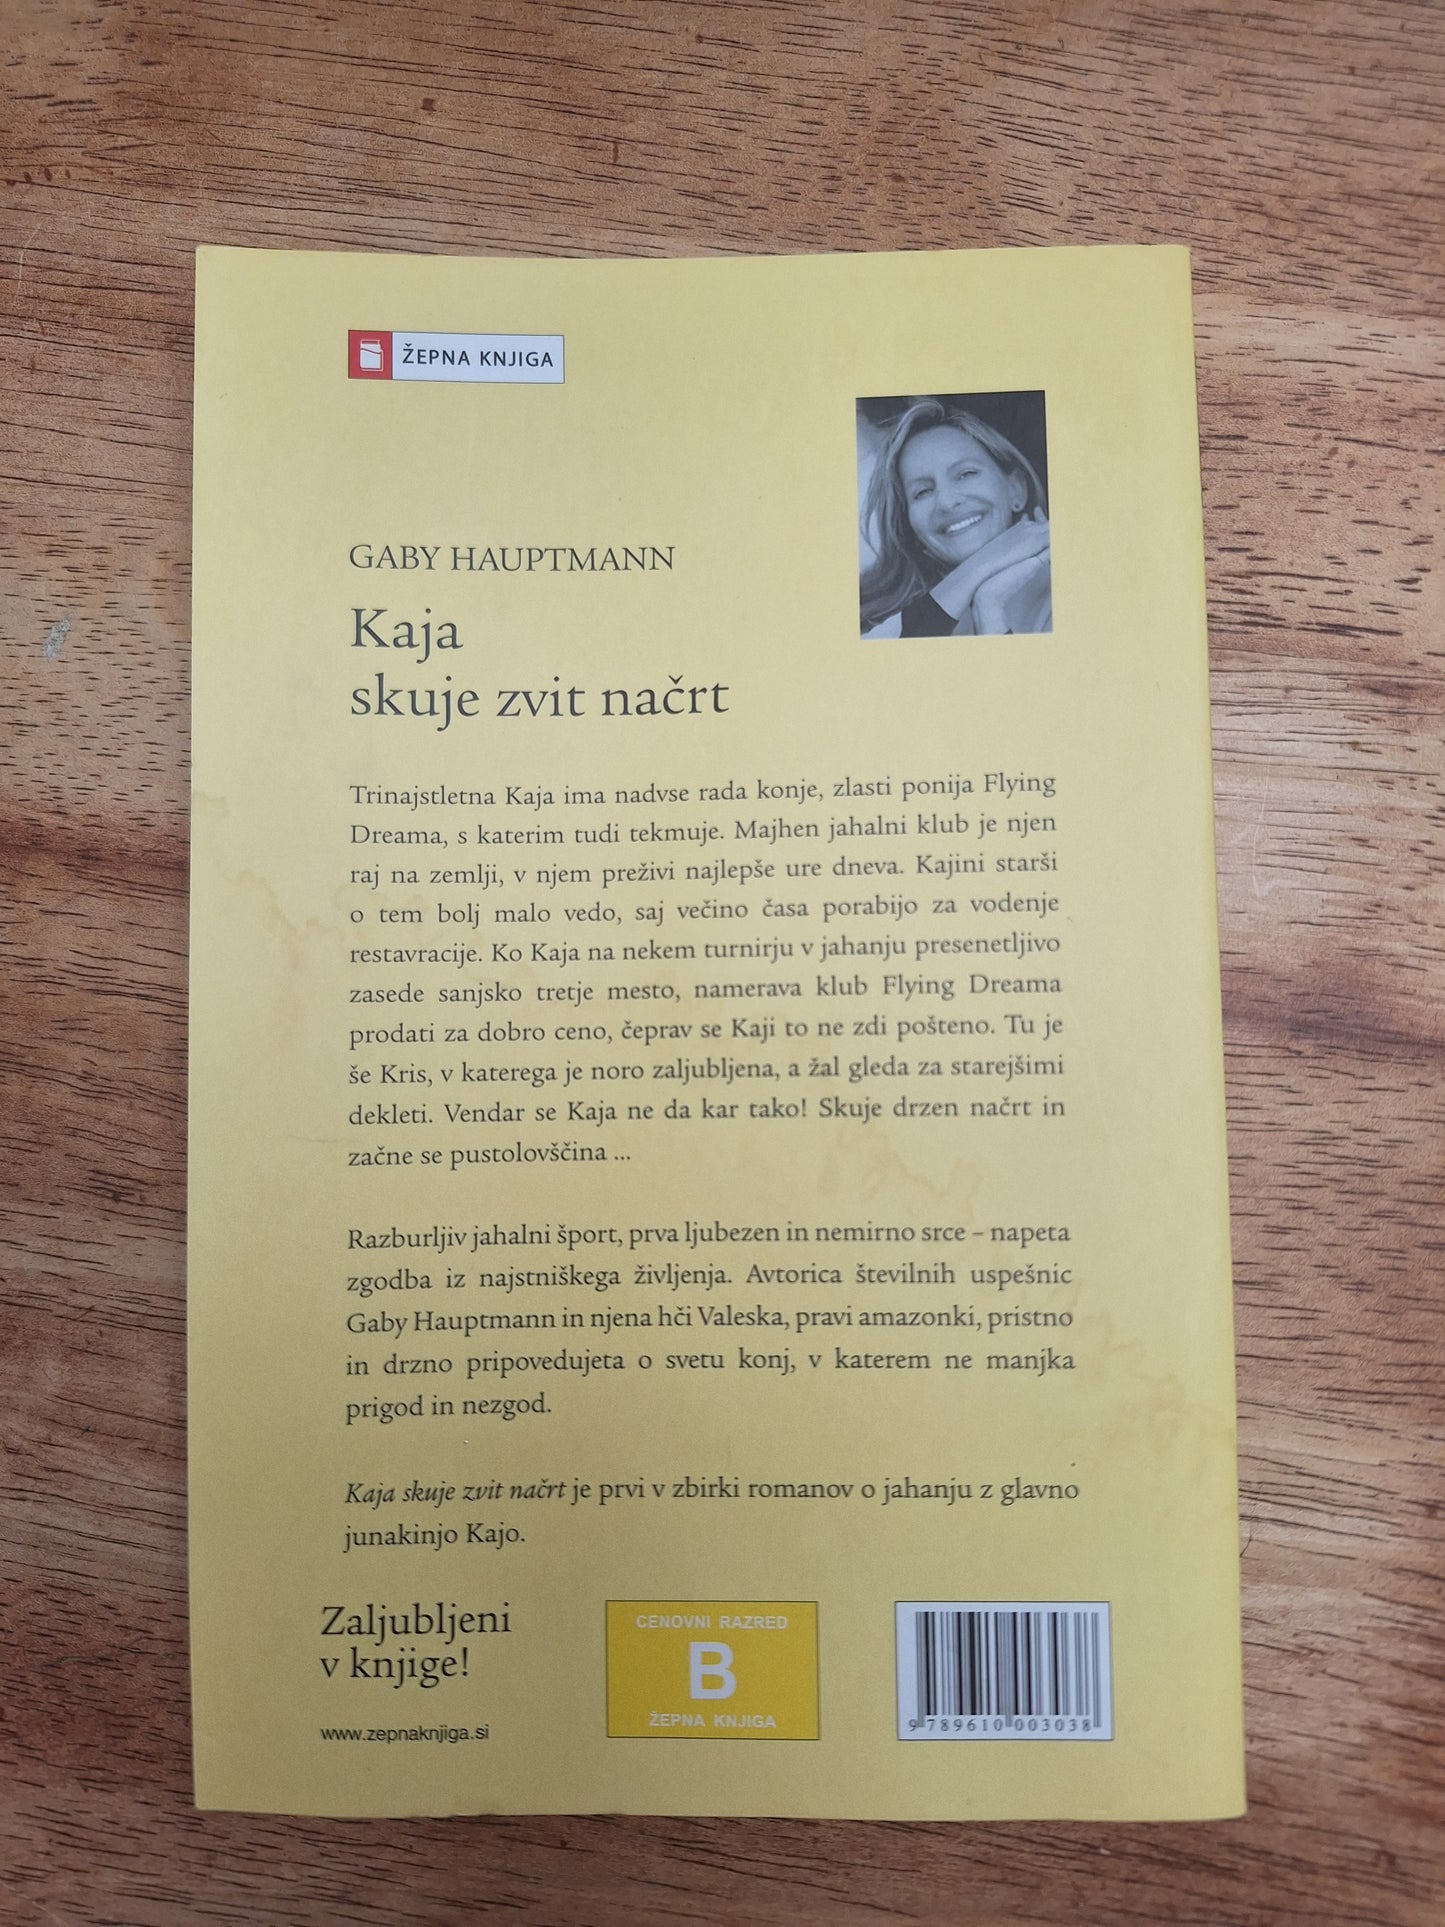 ŽEPNA KNJIGA
GABY HAUPTMANN
Kaja
skuje zvit načrt
Trinajstletna Kaja ima nadvse rada konje, zlasti ponija Flying
Dreama, s katerim tudi tekmuje. Majhen jahalni klub je njen
raj na zemlji, v njem preživi najlepše ure dneva. Kajini starši
o tem bolj malo vedo, saj večino časa porabijo za vodenje
restavracije. Ko Kaja na nekem turnirju v jahanju presenetljivo
zasede sanjsko tretje mesto, namerava klub Flying Dreama
prodati za dobro ceno, čeprav se Kaji to ne zdi pošteno. Tu je
še Kris, v katerega je noro zaljubljena, a žal gleda za starejšimi
dekleti. Vendar se Kaja ne da kar tako! Skuje drzen načrt in
začne se pustolovščina ...
Razburljiv jahalni šport, prva ljubezen in nemirno srce – napeta
zgodba iz najstniškega življenja. Avtorica številnih uspešnic
Gaby Hauptmann in njena hči Valeska, pravi amazonki, pristno
in drzno pripovedujeta o svetu konj, v katerem ne manjka
prigod in nezgod.
Kaja skuje zvit načrt je prvi v zbirki romanov o jahanju z glavno
junakinjo Kajo.
Zaljubljeni
v knjige!
www.zepnaknjiga.si
CENOVNI RAZRED
B
ŽEPNA KNJIGA
9 789610 003038